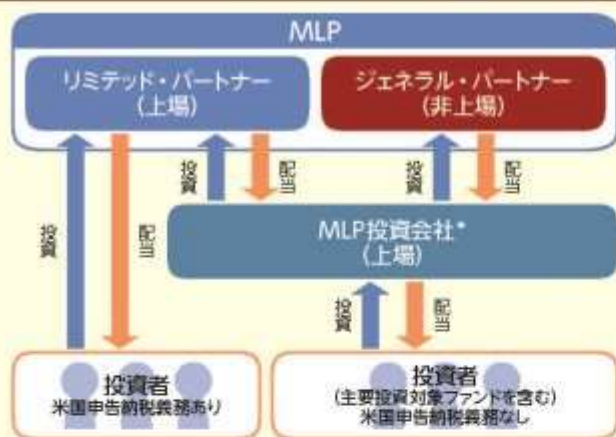 MLP
リミテッド・パートナー
(上場)
ジェネラル・パートナー
(非上場)
投資
配当
投資
配当
投資
配当
MLP投資会社*
(上場)
投資
配当
投資者
米国申告納税義務あり
投資者
(主要投資対象ファンドを含む)
米国申告納税義務なし